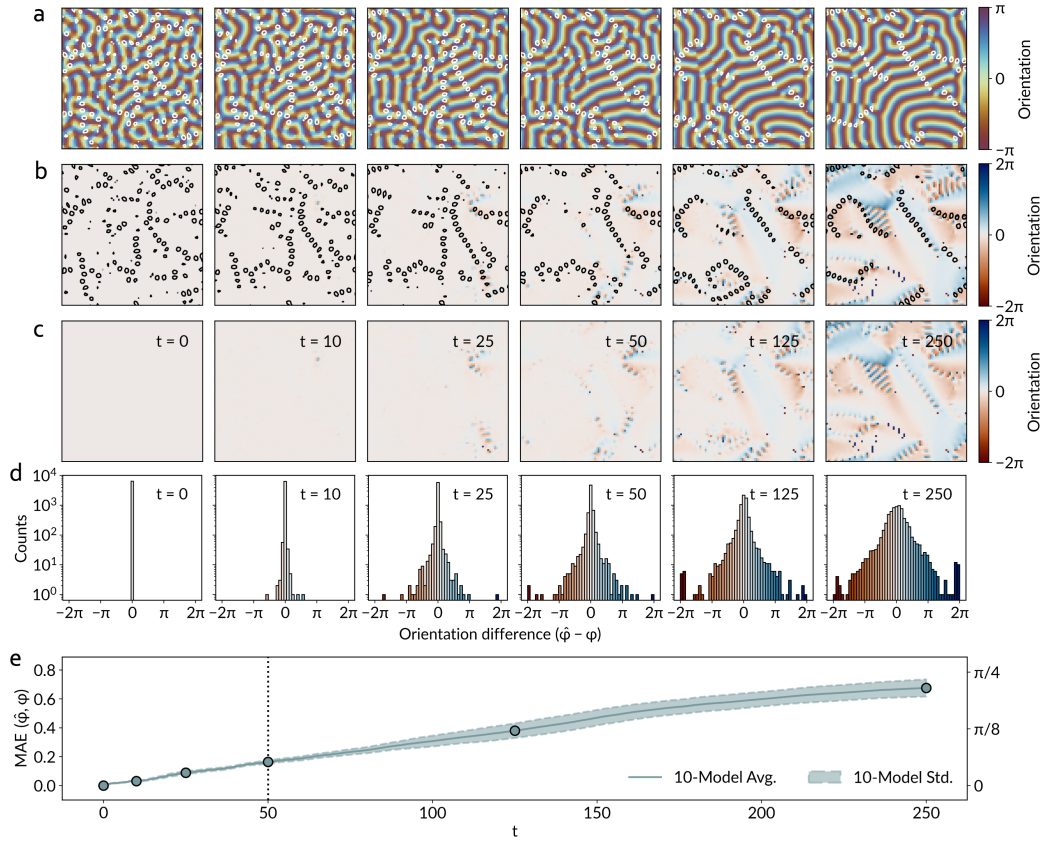 a
π
0
−π
Orientation
b
2π
0
−2π
Orientation
c
t = 0
t = 10
t = 25
t = 50
t = 125
t = 250
2π
0
−2π
Orientation
d
10⁴
10³
10²
10¹
10⁰
Counts
t = 0
t = 10
t = 25
t = 50
t = 125
t = 250
−2π −π 0 π 2π
−2π −π 0 π 2π
−2π −π 0 π 2π
−2π −π 0 π 2π
−2π −π 0 π 2π
−2π −π 0 π 2π
Orientation difference (φ̂ − φ)
e
0.8
0.6
0.4
0.2
0.0
MAE (φ̂, φ)
π/4
π/8
0
10-Model Avg.
10-Model Std.
0 50 100 150 200 250
t